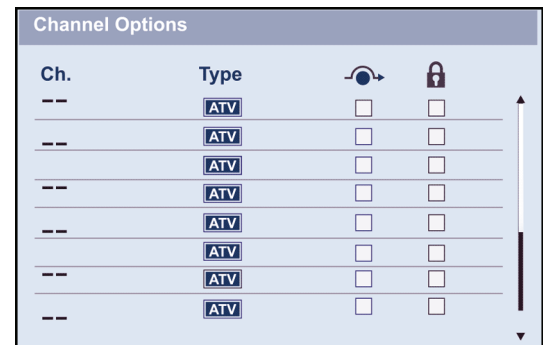 Channel Options
Ch. Type
-- ATV
-- ATV
ATV
-- ATV
-- ATV
ATV
-- ATV
-- ATV